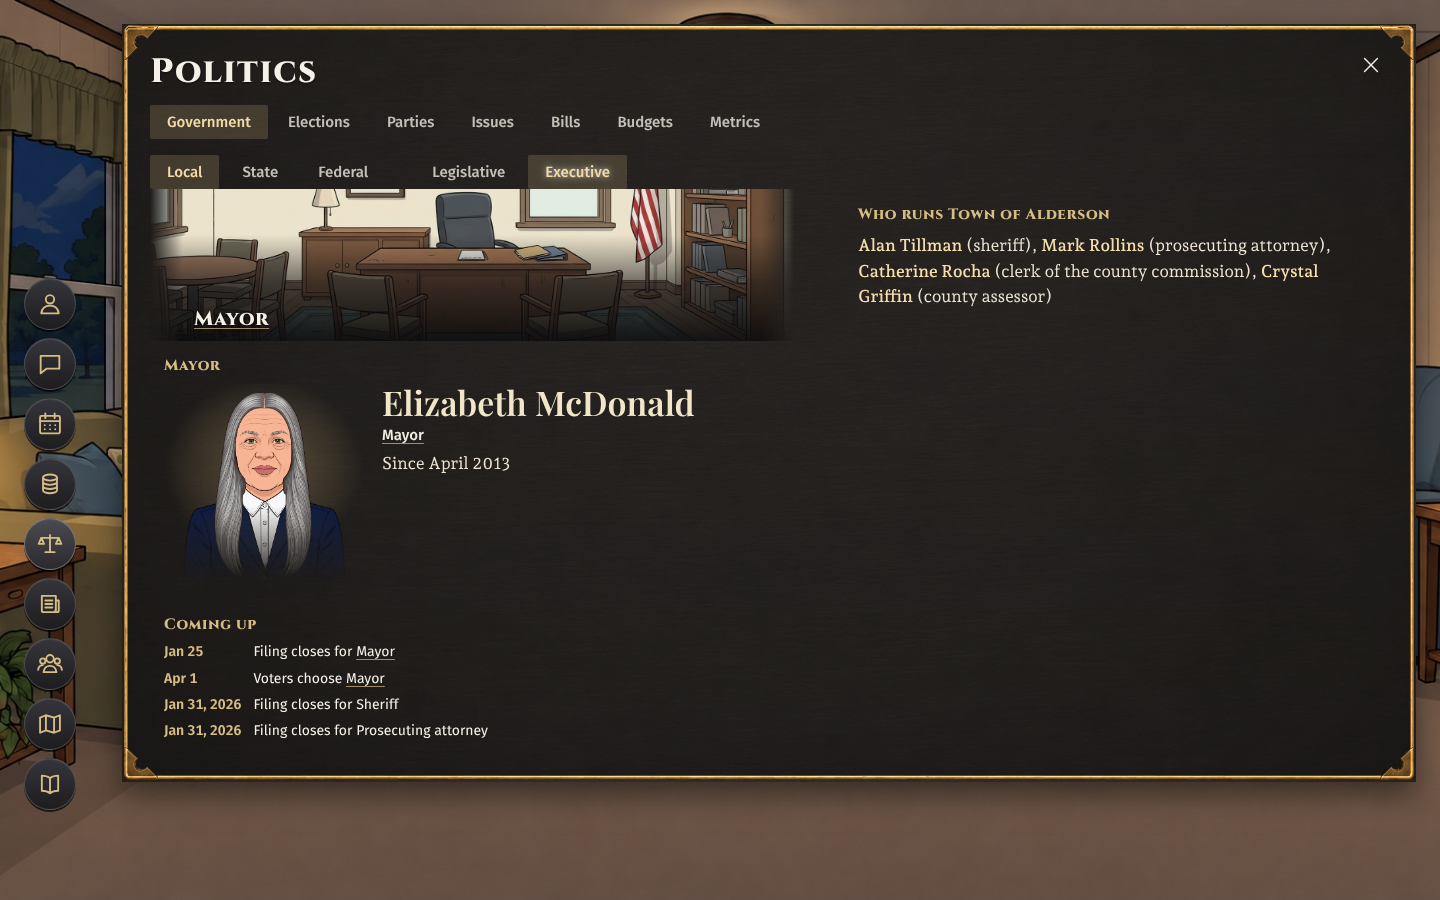 Politics
Government Elections Parties Issues Bills Budgets Metrics
Local State Federal Legislative Executive
Mayor
Mayor
Elizabeth McDonald
Mayor
Since April 2013
Coming up
Jan 25 Filing closes for Mayor
Apr 1 Voters choose Mayor
Jan 31, 2026 Filing closes for Sheriff
Jan 31, 2026 Filing closes for Prosecuting attorney
Who runs Town of Alderson
Alan Tillman (sheriff), Mark Rollins (prosecuting attorney),
Catherine Rocha (clerk of the county commission), Crystal
Griffin (county assessor)